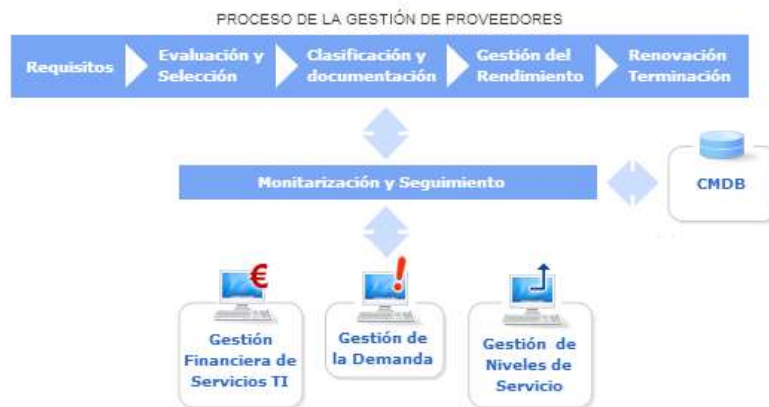 PROCESO DE LA GESTIÓN DE PROVEEDORES
Requisitos
Evaluación y
Selección
Clasificación y
documentación
Gestión del
Rendimiento
Renovación
Terminación
Monitarización y Seguimiento
CMDB
€
!
Gestión
Financiera de
Servicios TI
Gestión de
la Demanda
Gestión de
Niveles de
Servicio